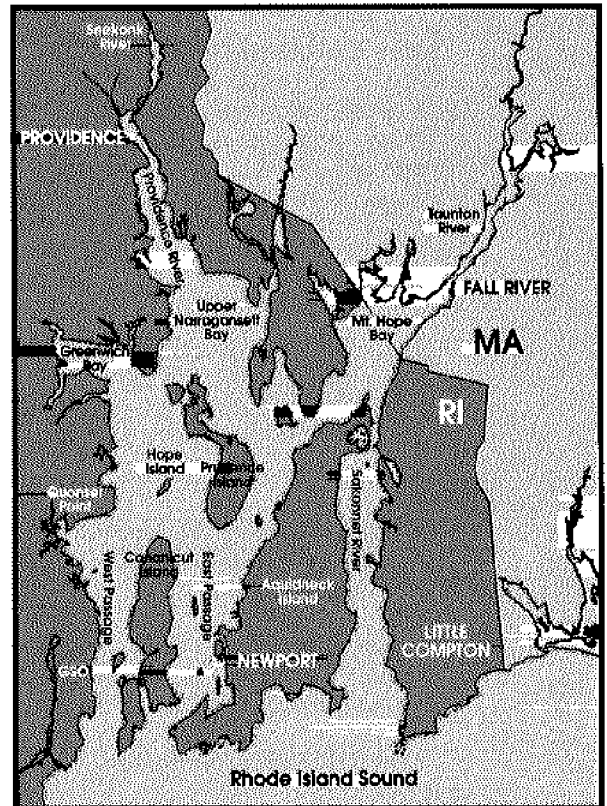 Seekonk
River
PROVIDENCE
Providence River
Taunton
River
FALL RIVER
Upper
Narragansett
Bay
Mt. Hope
Bay
MA
Greenwich
Bay
RI
Hope
Island
Prudence
Island
Sakonnet River
Quonset
Point
Conanicut
Island
West Passage
East Passage
Aquidneck
Island
LITTLE
COMPTON
NEWPORT
GSO
Rhode Island Sound